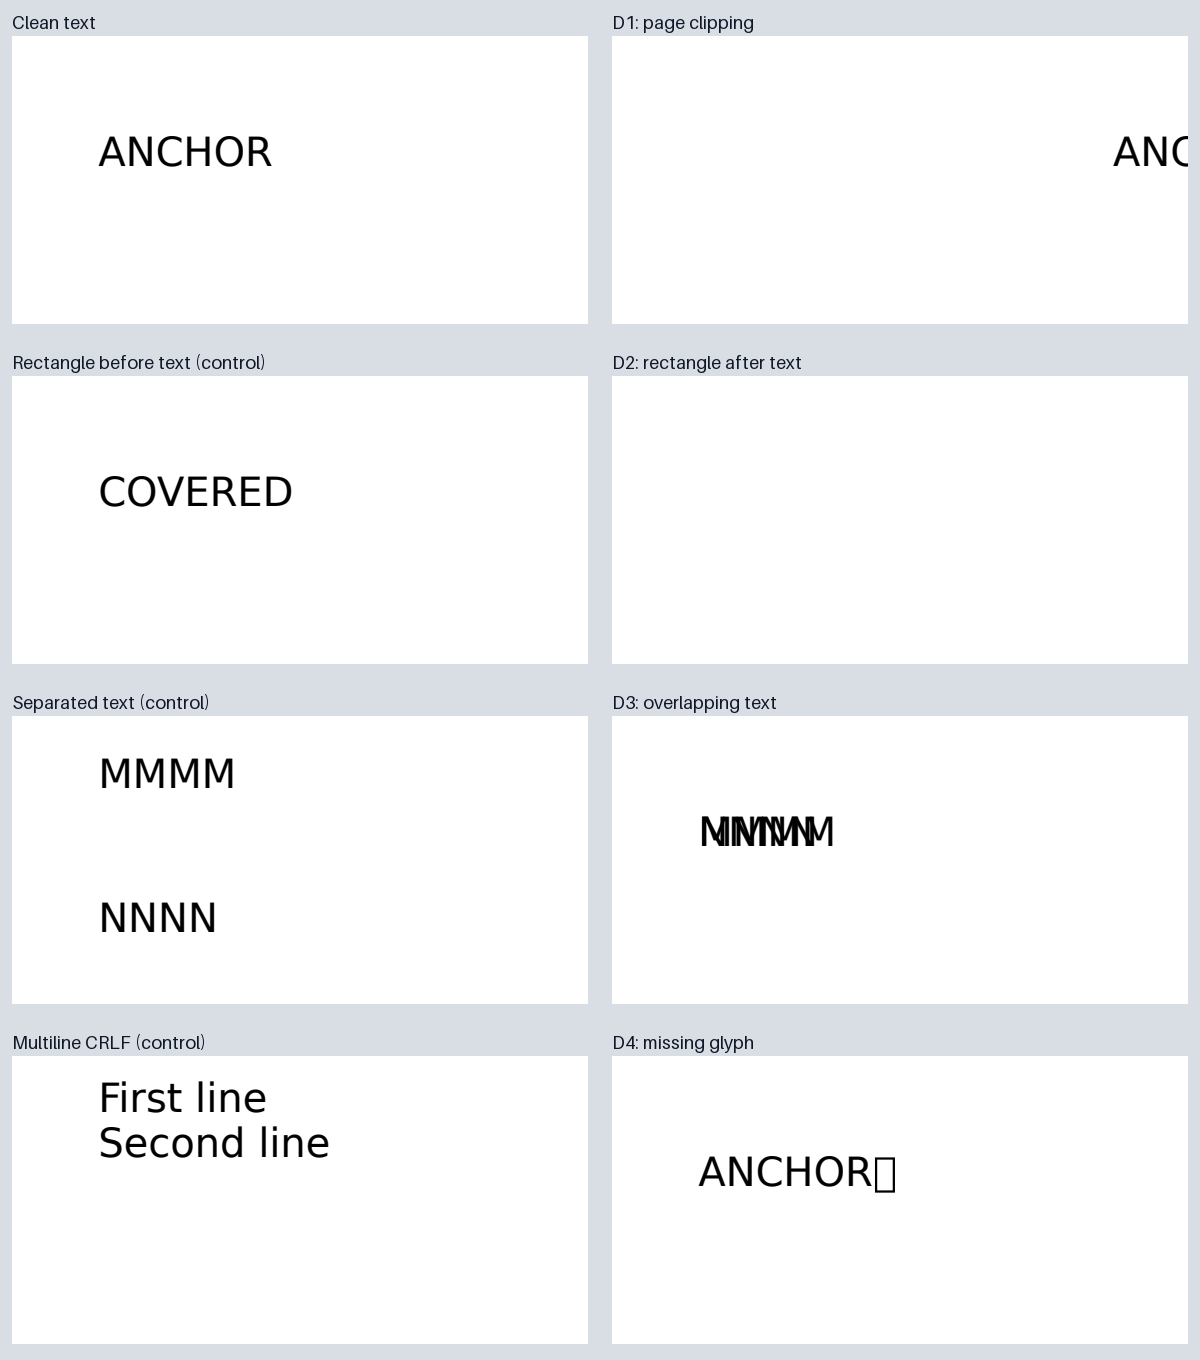 Clean text
D1: page clipping
ANCHOR
ANC
Rectangle before text (control)
D2: rectangle after text
COVERED
Separated text (control)
D3: overlapping text
MMMM
NNNN
Multiline CRLF (control)
D4: missing glyph
First line
Second line
ANCHOR▯